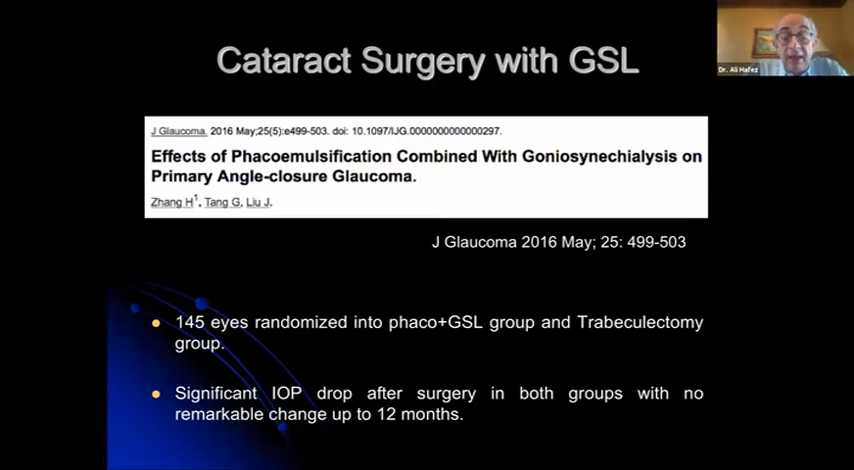 Cataract Surgery with GSL
Dr. Ali Hafez
J Glaucoma. 2016 May;25(5):e499-503. doi: 10.1097/IJG.0000000000000297.
Effects of Phacoemulsification Combined With Goniosynechialysis on
Primary Angle-closure Glaucoma.
Zhang H1, Tang G, Liu J.
J Glaucoma 2016 May; 25: 499-503
145 eyes randomized into phaco+GSL group and Trabeculectomy
group.
Significant IOP drop after surgery in both groups with no
remarkable change up to 12 months.